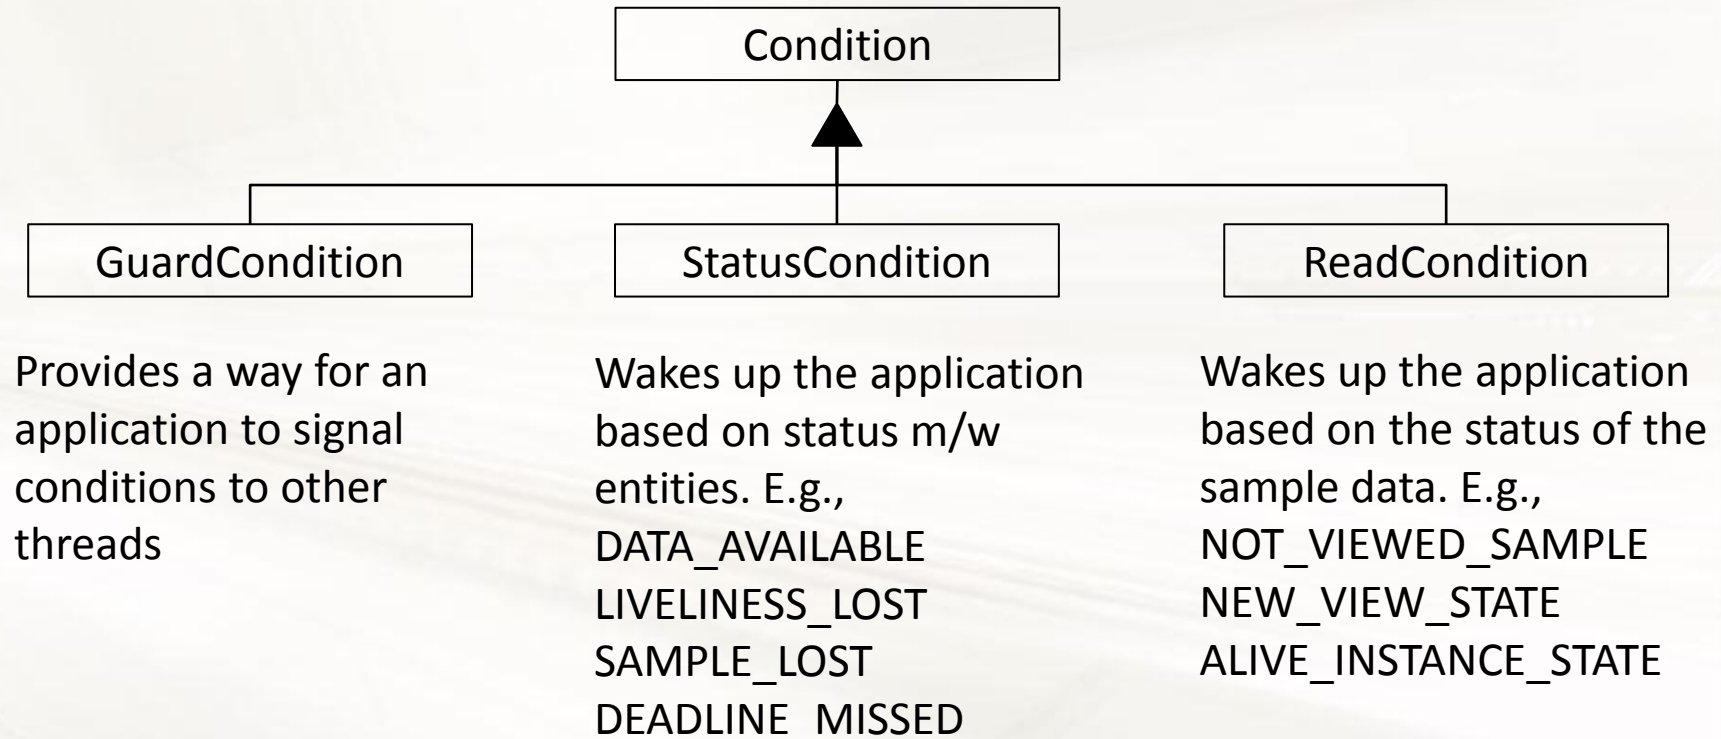 Condition
GuardCondition
StatusCondition
ReadCondition
Provides a way for an
application to signal
conditions to other
threads
Wakes up the application
based on status m/w
entities. E.g.,
DATA_AVAILABLE
LIVELINESS_LOST
SAMPLE_LOST
DEADLINE_MISSED
Wakes up the application
based on the status of the
sample data. E.g.,
NOT_VIEWED_SAMPLE
NEW_VIEW_STATE
ALIVE_INSTANCE_STATE